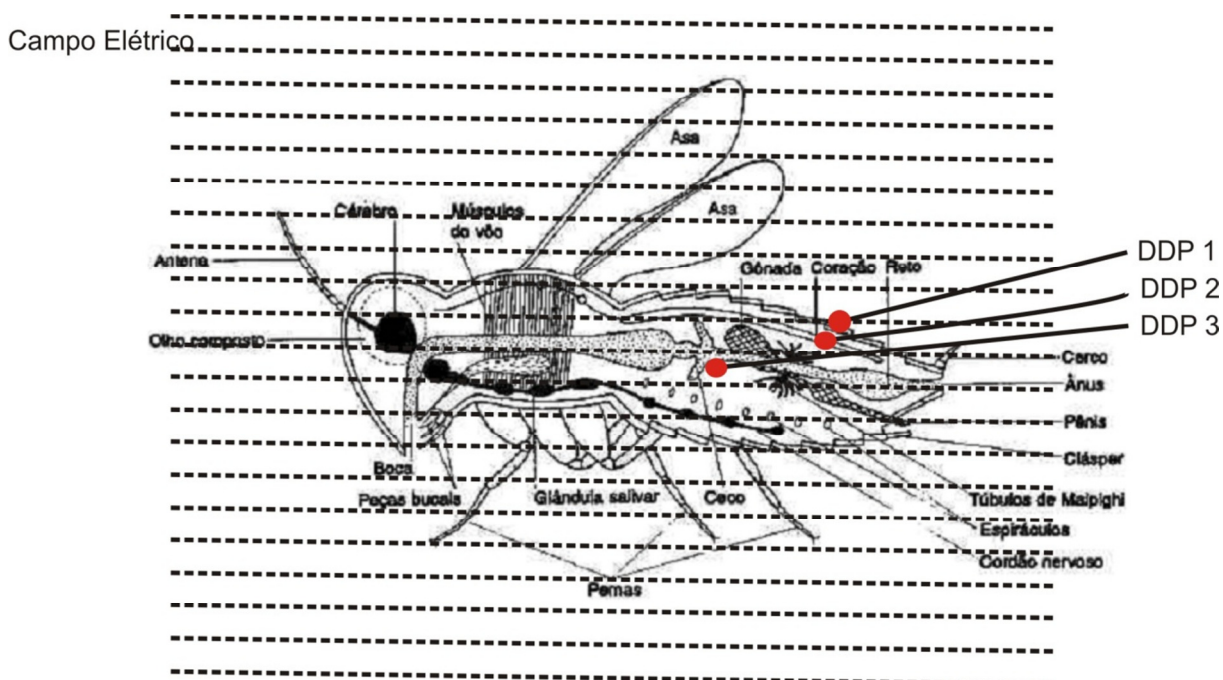 Campo Elétrico
Asa
Asa
Cérebro
Músculos
do vôo
Antena
Gônada
Coração
Reto
DDP 1
DDP 2
DDP 3
Olho composto
Cerco
Ânus
Pênis
Clásper
Boca
Peças bucais
Glândula salivar
Ceco
Túbulos de Malpighi
Espiráculos
Cordão nervoso
Pernas